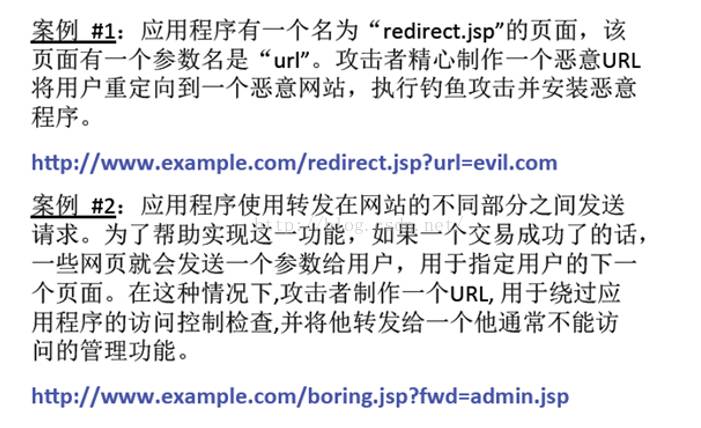 案例 #1：应用程序有一个名为“redirect.jsp”的页面，该
页面有一个参数名是“url”。攻击者精心制作一个恶意URL
将用户重定向到一个恶意网站，执行钓鱼攻击并安装恶意
程序。
http://www.example.com/redirect.jsp?url=evil.com
案例 #2：应用程序使用转发在网站的不同部分之间发送
http://blog.csdn.net/
请求。为了帮助实现这一功能，如果一个交易成功了的话，
一些网页就会发送一个参数给用户，用于指定用户的下一
个页面。在这种情况下,攻击者制作一个URL, 用于绕过应
用程序的访问控制检查,并将他转发给一个他通常不能访
问的管理功能。
http://www.example.com/boring.jsp?fwd=admin.jsp